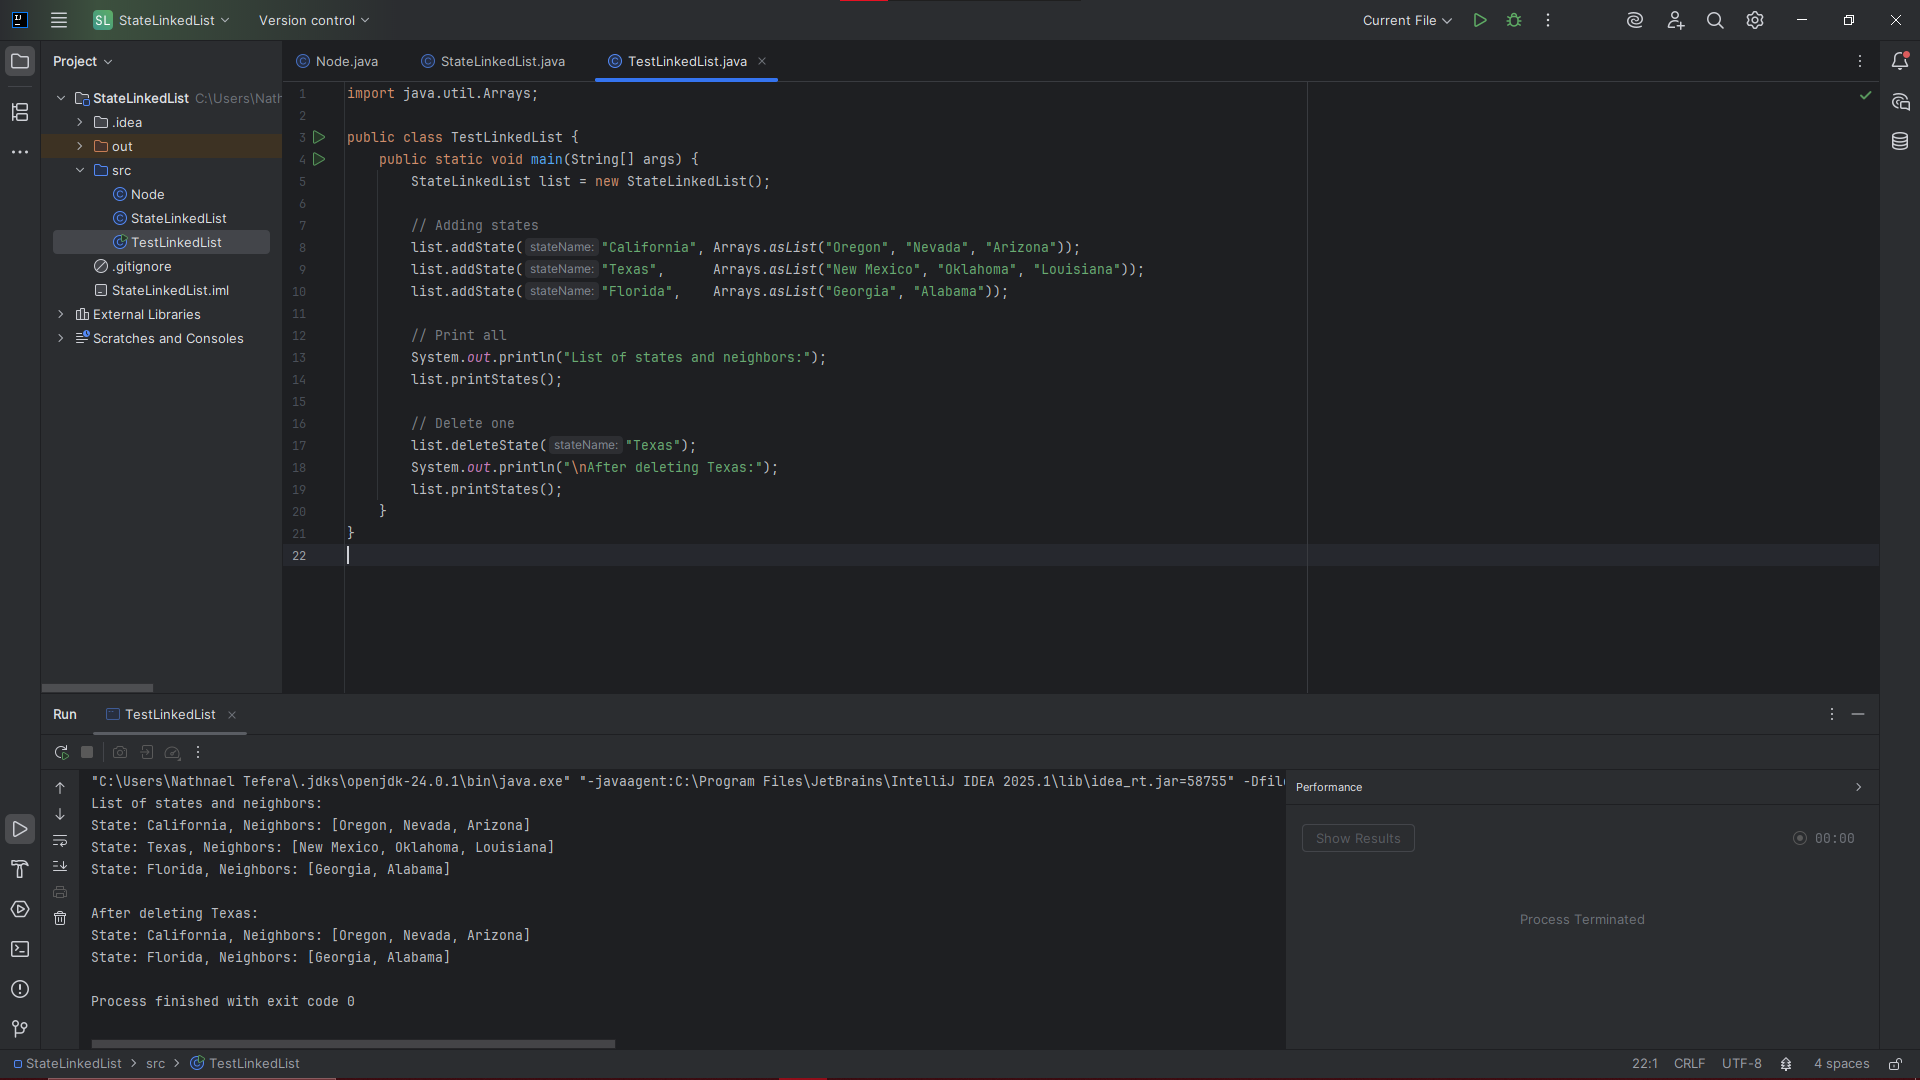 SL StateLinkedList Version control Current File
Project
Node.java StateLinkedList.java TestLinkedList.java
StateLinkedList C:\Users\Nath
.idea
out
src
Node
StateLinkedList
TestLinkedList
.gitignore
StateLinkedList.iml
External Libraries
Scratches and Consoles
1 import java.util.Arrays;
2
3 public class TestLinkedList {
4 public static void main(String[] args) {
5 StateLinkedList list = new StateLinkedList();
6
7 // Adding states
8 list.addState( stateName: "California", Arrays.asList("Oregon", "Nevada", "Arizona"));
9 list.addState( stateName: "Texas", Arrays.asList("New Mexico", "Oklahoma", "Louisiana"));
10 list.addState( stateName: "Florida", Arrays.asList("Georgia", "Alabama"));
11
12 // Print all
13 System.out.println("List of states and neighbors:");
14 list.printStates();
15
16 // Delete one
17 list.deleteState( stateName: "Texas");
18 System.out.println("\nAfter deleting Texas:");
19 list.printStates();
20 }
21 }
22
Run TestLinkedList
"C:\Users\Nathnael Tefera\.jdks\openjdk-24.0.1\bin\java.exe" "-javaagent:C:\Program Files\JetBrains\IntelliJ IDEA 2025.1\lib\idea_rt.jar=58755" -Dfile
List of states and neighbors:
State: California, Neighbors: [Oregon, Nevada, Arizona]
State: Texas, Neighbors: [New Mexico, Oklahoma, Louisiana]
State: Florida, Neighbors: [Georgia, Alabama]
After deleting Texas:
State: California, Neighbors: [Oregon, Nevada, Arizona]
State: Florida, Neighbors: [Georgia, Alabama]
Process finished with exit code 0
Performance
Show Results 00:00
Process Terminated
StateLinkedList src TestLinkedList 22:1 CRLF UTF-8 4 spaces